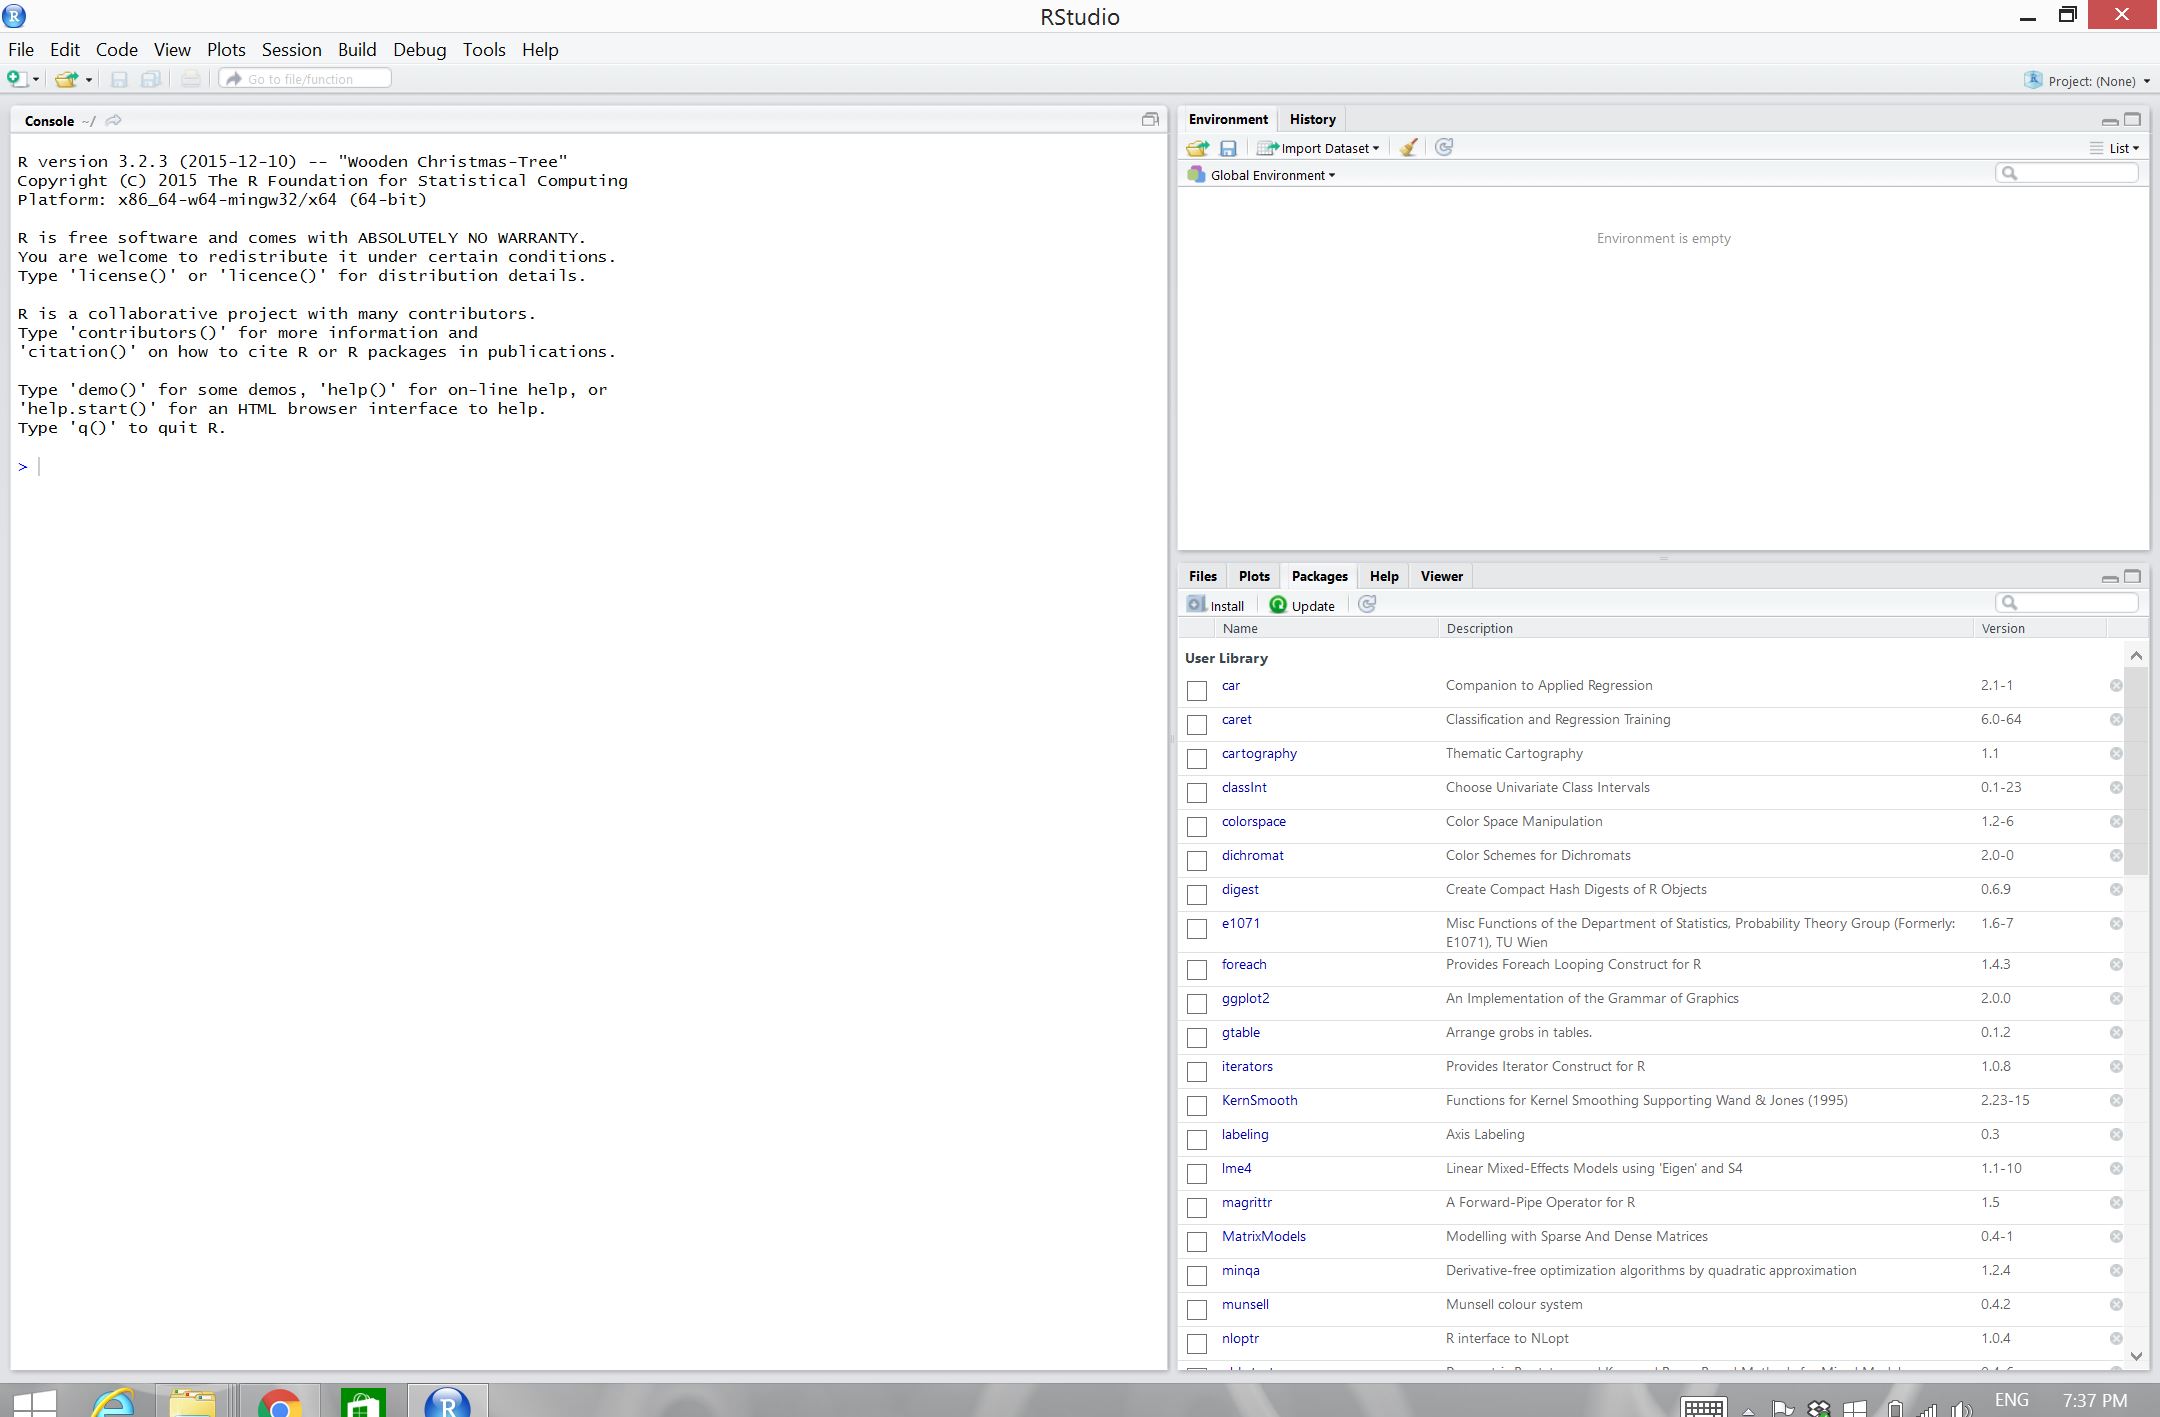 RStudio
File Edit Code View Plots Session Build Debug Tools Help
Go to file/function
Project: (None)
Console ~/
R version 3.2.3 (2015-12-10) -- "Wooden Christmas-Tree"
Copyright (C) 2015 The R Foundation for Statistical Computing
Platform: x86_64-w64-mingw32/x64 (64-bit)
R is free software and comes with ABSOLUTELY NO WARRANTY.
You are welcome to redistribute it under certain conditions.
Type 'license()' or 'licence()' for distribution details.
R is a collaborative project with many contributors.
Type 'contributors()' for more information and
'citation()' on how to cite R or R packages in publications.
Type 'demo()' for some demos, 'help()' for on-line help, or
'help.start()' for an HTML browser interface to help.
Type 'q()' to quit R.
>
Environment History
Import Dataset List
Global Environment
Environment is empty
Files Plots Packages Help Viewer
Install Update
Name Description Version
User Library
car Companion to Applied Regression 2.1-1
caret Classification and Regression Training 6.0-64
cartography Thematic Cartography 1.1
classInt Choose Univariate Class Intervals 0.1-23
colorspace Color Space Manipulation 1.2-6
dichromat Color Schemes for Dichromats 2.0-0
digest Create Compact Hash Digests of R Objects 0.6.9
e1071 Misc Functions of the Department of Statistics, Probability Theory Group (Formerly: 1.6-7
E1071), TU Wien
foreach Provides Foreach Looping Construct for R 1.4.3
ggplot2 An Implementation of the Grammar of Graphics 2.0.0
gtable Arrange grobs in tables. 0.1.2
iterators Provides Iterator Construct for R 1.0.8
KernSmooth Functions for Kernel Smoothing Supporting Wand & Jones (1995) 2.23-15
labeling Axis Labeling 0.3
lme4 Linear Mixed-Effects Models using 'Eigen' and S4 1.1-10
magrittr A Forward-Pipe Operator for R 1.5
MatrixModels Modelling with Sparse And Dense Matrices 0.4-1
minqa Derivative-free optimization algorithms by quadratic approximation 1.2.4
munsell Munsell colour system 0.4.2
nloptr R interface to NLopt 1.0.4
ENG 7:37 PM